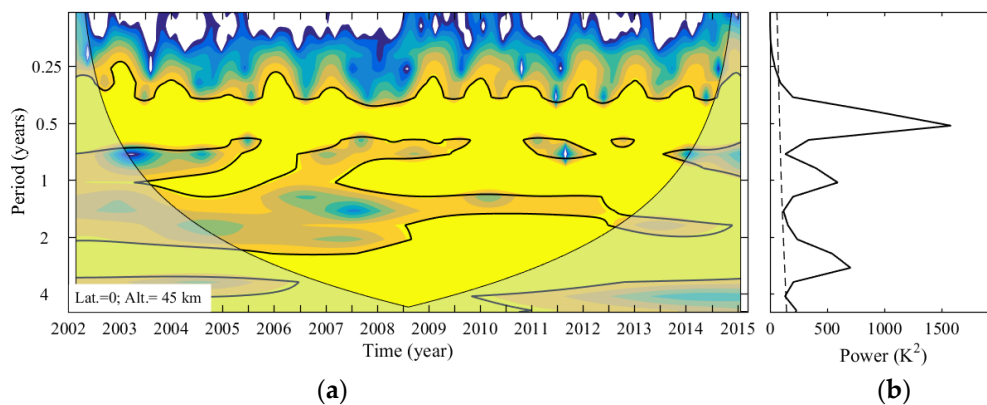 0.25
0.5
1
2
4
Period (years)
Lat.=0; Alt.= 45 km
2002 2003 2004 2005 2006 2007 2008 2009 2010 2011 2012 2013 2014 2015
Time (year)
(a)
0 500 1000 1500
Power (K²)
(b)